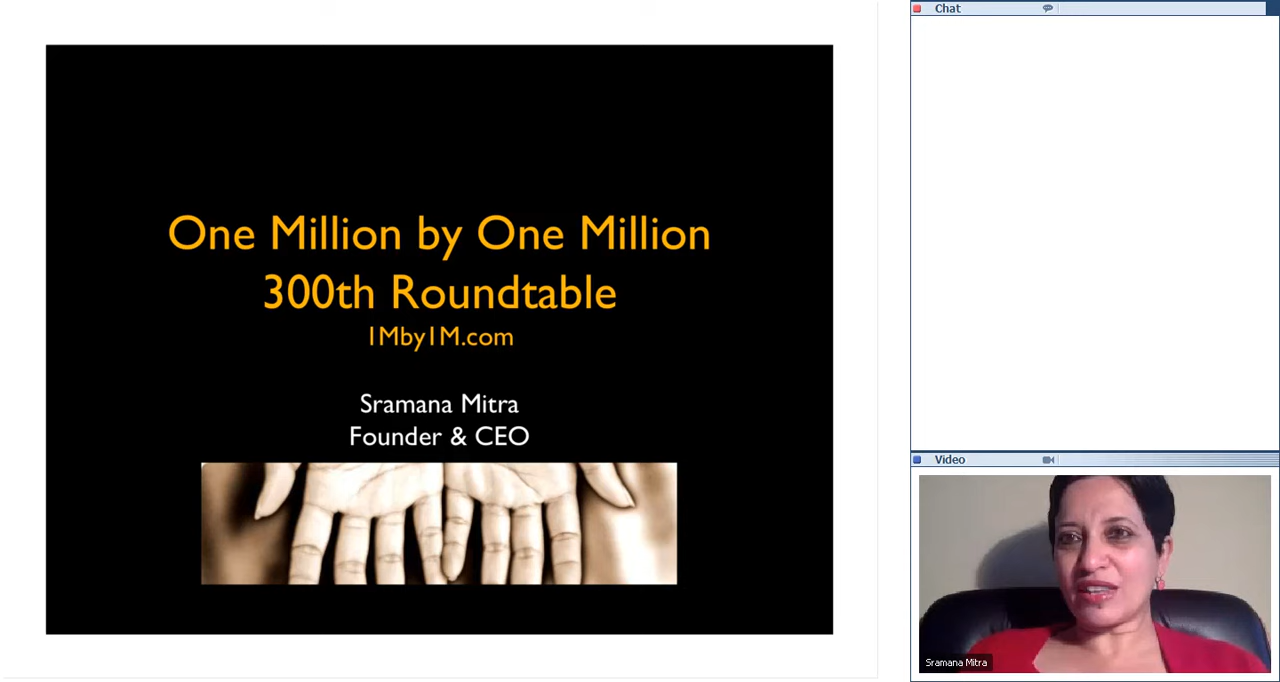 One Million by One Million
300th Roundtable
1Mby1M.com
Sramana Mitra
Founder & CEO
Chat
Video
Sramana Mitra